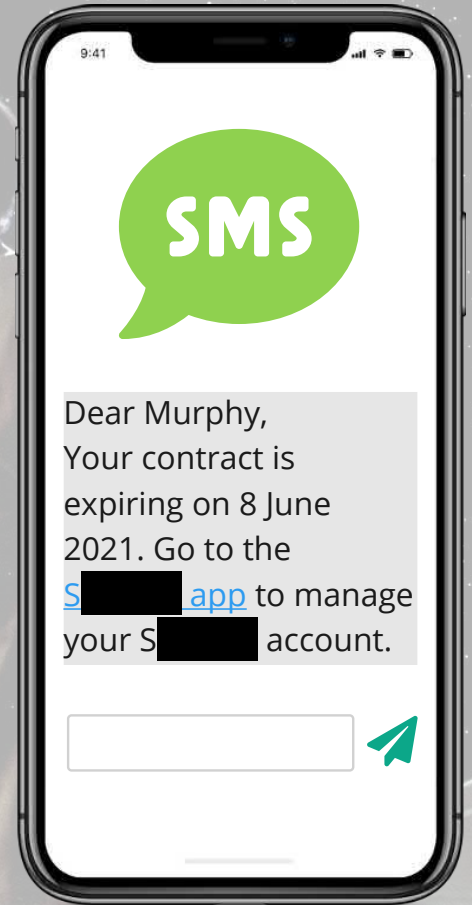 9:41
SMS
Dear Murphy,
Your contract is
expiring on 8 June
2021. Go to the
S app to manage
your S account.